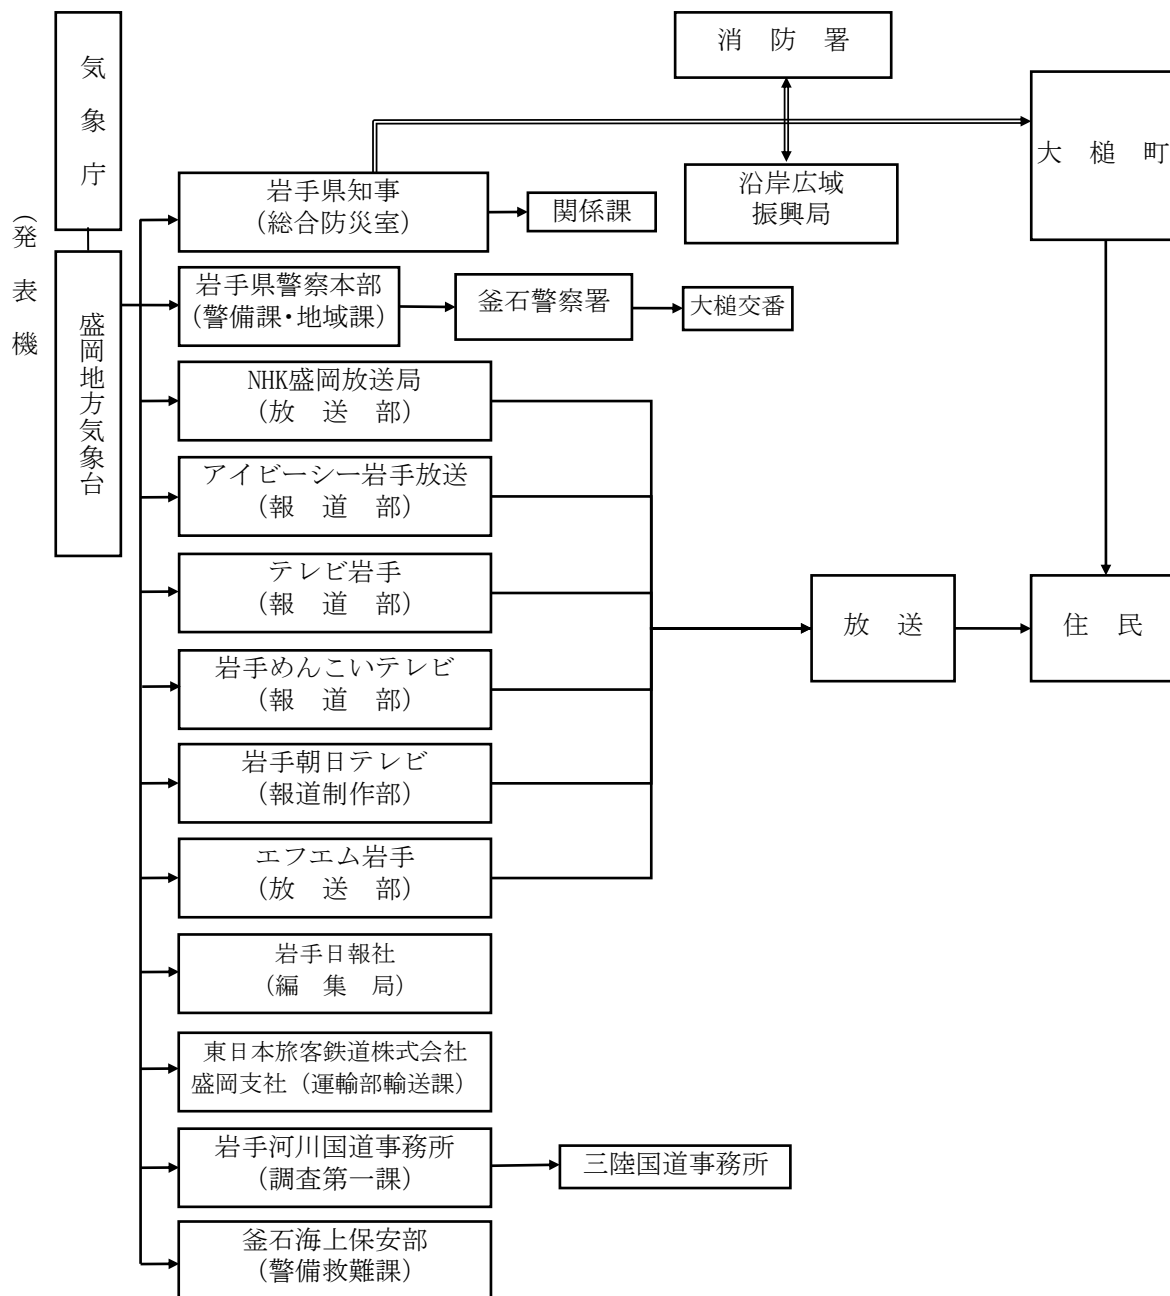 気象庁
(発表機
盛岡地方気象台
消　防　署
大　槌　町
沿岸広域
振興局
岩手県知事
(総合防災室)
関係課
岩手県警察本部
(警備課・地域課)
釜石警察署
大槌交番
NHK盛岡放送局
(放　送　部)
アイビーシー岩手放送
(報　道　部)
テレビ岩手
(報　道　部)
岩手めんこいテレビ
(報　道　部)
岩手朝日テレビ
(報道制作部)
エフエム岩手
(放　送　部)
放　送
住　民
岩手日報社
(編　集　局)
東日本旅客鉄道株式会社
盛岡支社（運輸部輸送課）
岩手河川国道事務所
(調査第一課)
三陸国道事務所
釜石海上保安部
(警備救難課)